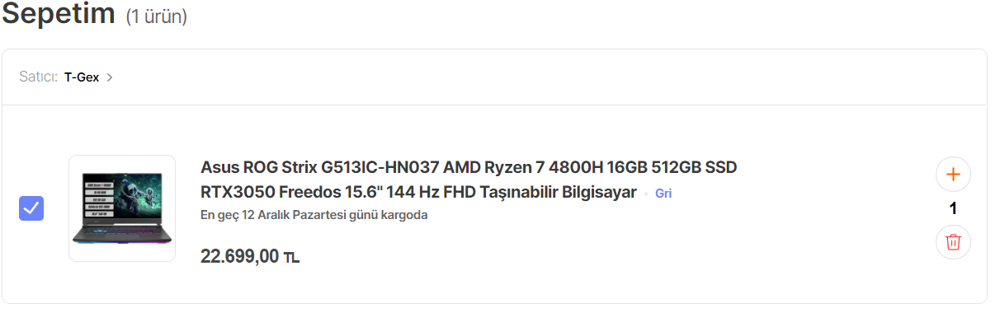 Sepetim (1 ürün)
Satıcı: T-Gex
Asus ROG Strix G513IC-HN037 AMD Ryzen 7 4800H 16GB 512GB SSD
RTX3050 Freedos 15.6" 144 Hz FHD Taşınabilir Bilgisayar Gri
En geç 12 Aralık Pazartesi günü kargoda
1
22.699,00 TL